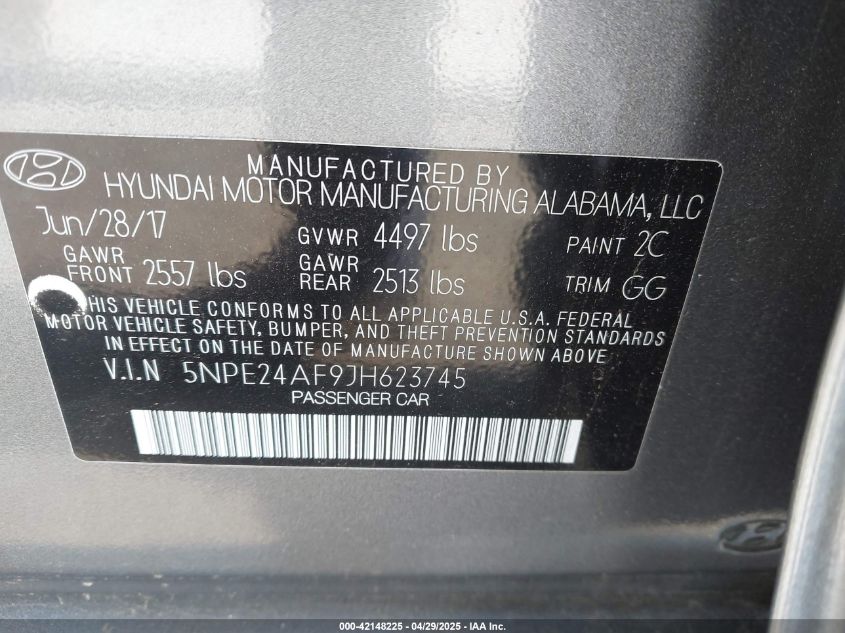 MANUFACTURED BY
HYUNDAI MOTOR MANUFACTURING ALABAMA, LLC
Jun/28/17 GVWR 4497 lbs PAINT 2C
GAWR FRONT 2557 lbs GAWR REAR 2513 lbs TRIM GG
HIS VEHICLE CONFORMS TO ALL APPLICABLE U.S.A. FEDERAL
MOTOR VEHICLE SAFETY, BUMPER, AND THEFT PREVENTION STANDARDS
IN EFFECT ON THE DATE OF MANUFACTURE SHOWN ABOVE
V.I.N 5NPE24AF9JH623745
PASSENGER CAR
000-42148225 - 04/29/2025 - IAA Inc.